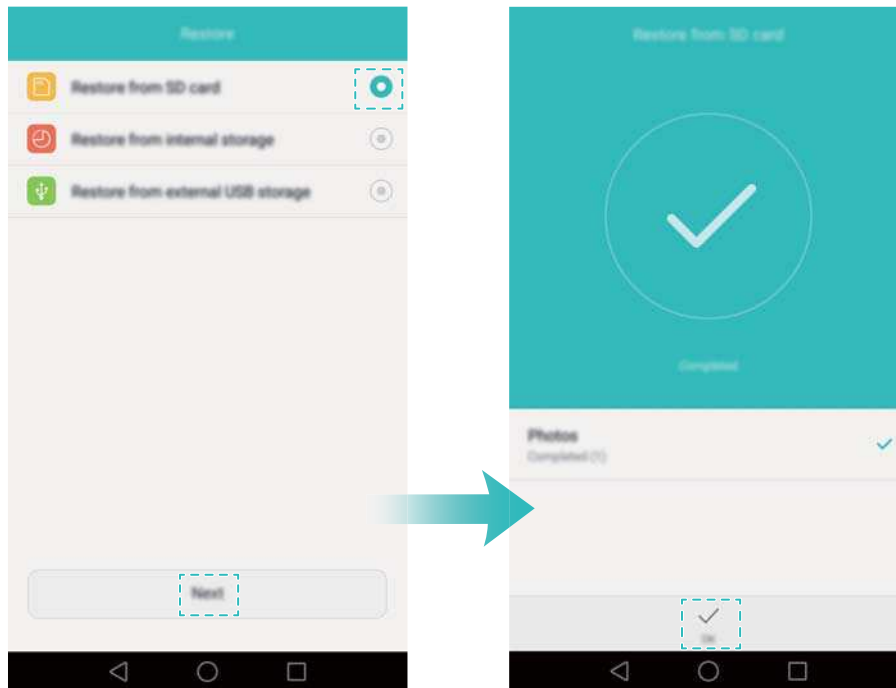 Restore
Restore from SD card
Restore from internal storage
Restore from external USB storage
Next
Restore from SD card
Completed
Photos
Completed (1)
OK